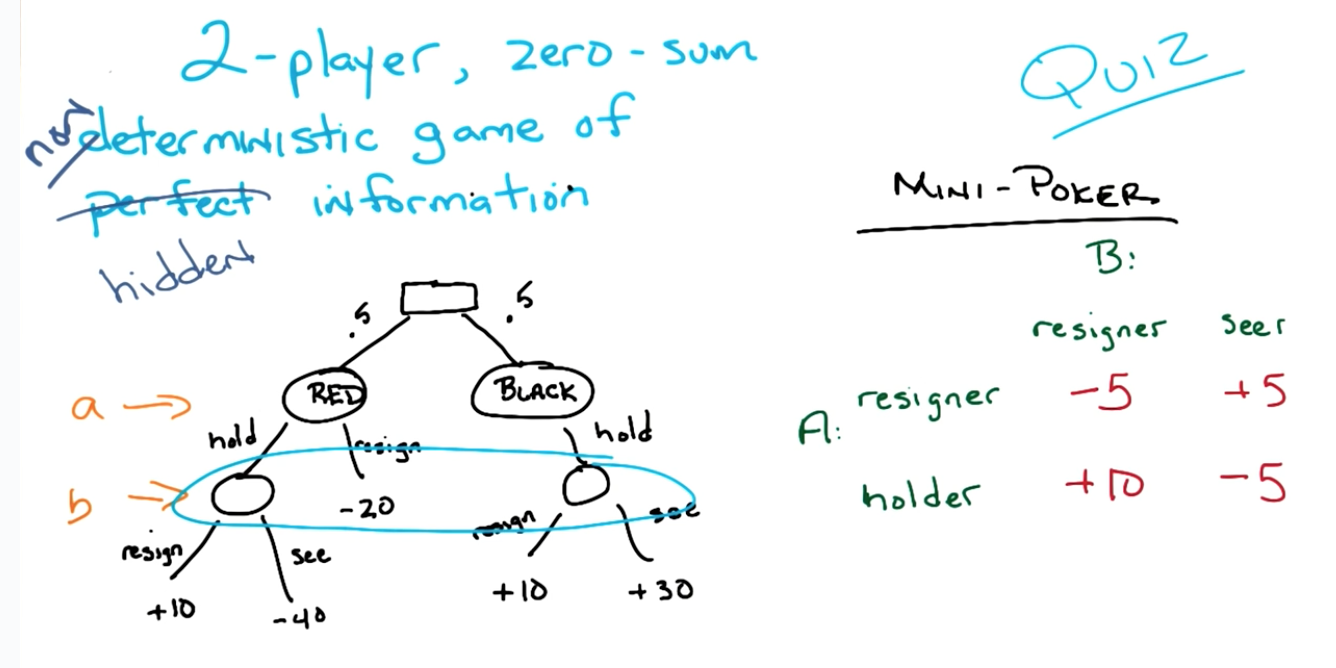 2-player, zero-sum
non deterministic game of
perfect information
hidden
QUIZ
MINI-POKER
B:
resigner seer
A:
resigner -5 +5
holder +10 -5
.5 .5
a → RED BLACK
hold resign hold
b →
-20
resign see resign see
+10 -40 +10 +30